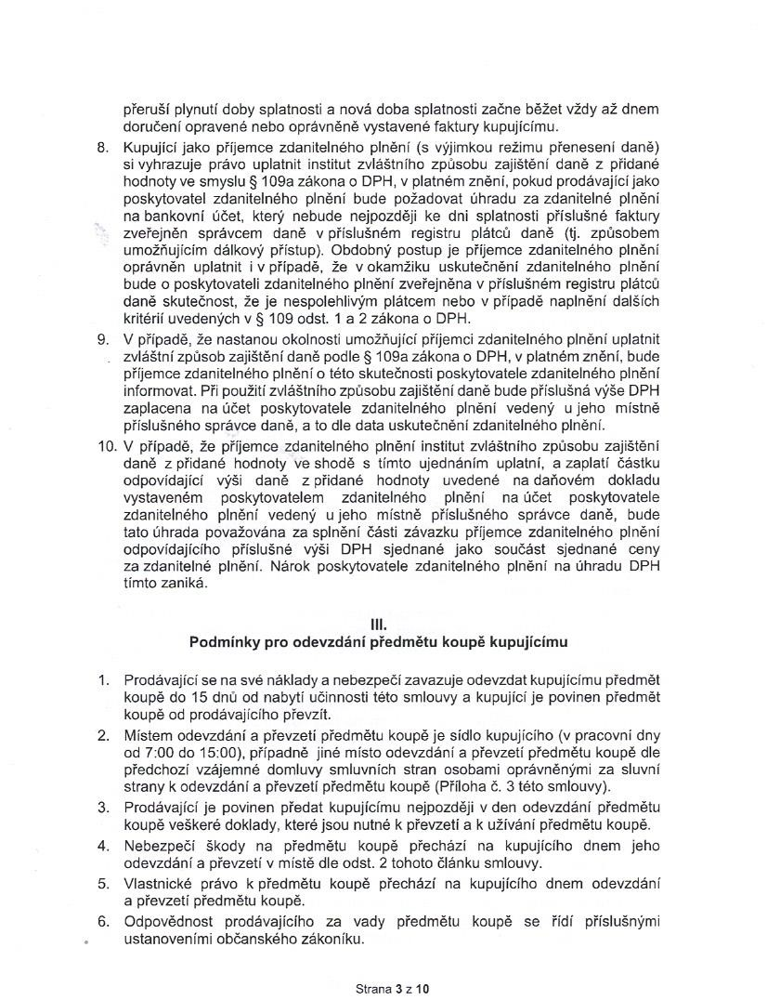 přeruší plynutí doby splatnosti a nová doba splatnosti začne běžet vždy až dnem
doručení opravené nebo oprávněně vystavené faktury kupujícímu.
8. Kupující jako příjemce zdanitelného plnění (s výjimkou režimu přenesení daně)
si vyhrazuje právo uplatnit institut zvláštního způsobu zajištění daně z přidané
hodnoty ve smyslu § 109a zákona o DPH, v platném znění, pokud prodávající jako
poskytovatel zdanitelného plnění bude požadovat úhradu za zdanitelné plnění
na bankovní účet, který nebude nejpozději ke dni splatnosti příslušné faktury
zveřejněn správcem daně v příslušném registru plátců daně (tj. způsobem
umožňujícím dálkový přístup). Obdobný postup je příjemce zdanitelného plnění
oprávněn uplatnit i v případě, že v okamžiku uskutečnění zdanitelného plnění
bude o poskytovateli zdanitelného plnění zveřejněna v příslušném registru plátců
daně skutečnost, že je nespolehlivým plátcem nebo v případě naplnění dalších
kritérií uvedených v § 109 odst. 1 a 2 zákona o DPH.
9. V případě, že nastanou okolnosti umožňující příjemci zdanitelného plnění uplatnit
zvláštní způsob zajištění daně podle § 109a zákona o DPH, v platném znění, bude
příjemce zdanitelného plnění o této skutečnosti poskytovatele zdanitelného plnění
informovat. Při použití zvláštního způsobu zajištění daně bude příslušná výše DPH
zaplacena na účet poskytovatele zdanitelného plnění vedený u jeho místně
příslušného správce daně, a to dle data uskutečnění zdanitelného plnění.
10. V případě, že příjemce zdanitelného plnění institut zvláštního způsobu zajištění
daně z přidané hodnoty ve shodě s tímto ujednáním uplatní, a zaplatí částku
odpovídající výši daně z přidané hodnoty uvedené na daňovém dokladu
vystaveném poskytovatelem zdanitelného plnění na účet poskytovatele
zdanitelného plnění vedený u jeho místně příslušného správce daně, bude
tato úhrada považována za splnění části závazku příjemce zdanitelného plnění
odpovídajícího příslušné výši DPH sjednané jako součást sjednané ceny
za zdanitelné plnění. Nárok poskytovatele zdanitelného plnění na úhradu DPH
tímto zaniká.
III.
Podmínky pro odevzdání předmětu koupě kupujícímu
1. Prodávající se na své náklady a nebezpečí zavazuje odevzdat kupujícímu předmět
koupě do 15 dnů od nabytí učinnosti této smlouvy a kupující je povinen předmět
koupě od prodávajícího převzít.
2. Místem odevzdání a převzetí předmětu koupě je sídlo kupujícího (v pracovní dny
od 7:00 do 15:00), případně jiné místo odevzdání a převzetí předmětu koupě dle
předchozí vzájemné domluvy smluvních stran osobami oprávněnými za sluvní
strany k odevzdání a převzetí předmětu koupě (Příloha č. 3 této smlouvy).
3. Prodávající je povinen předat kupujícímu nejpozději v den odevzdání předmětu
koupě veškeré doklady, které jsou nutné k převzetí a k užívání předmětu koupě.
4. Nebezpečí škody na předmětu koupě přechází na kupujícího dnem jeho
odevzdání a převzetí v místě dle odst. 2 tohoto článku smlouvy.
5. Vlastnické právo k předmětu koupě přechází na kupujícího dnem odevzdání
a převzetí předmětu koupě.
6. Odpovědnost prodávajícího za vady předmětu koupě se řídí příslušnými
ustanoveními občanského zákoníku.
Strana 3 z 10